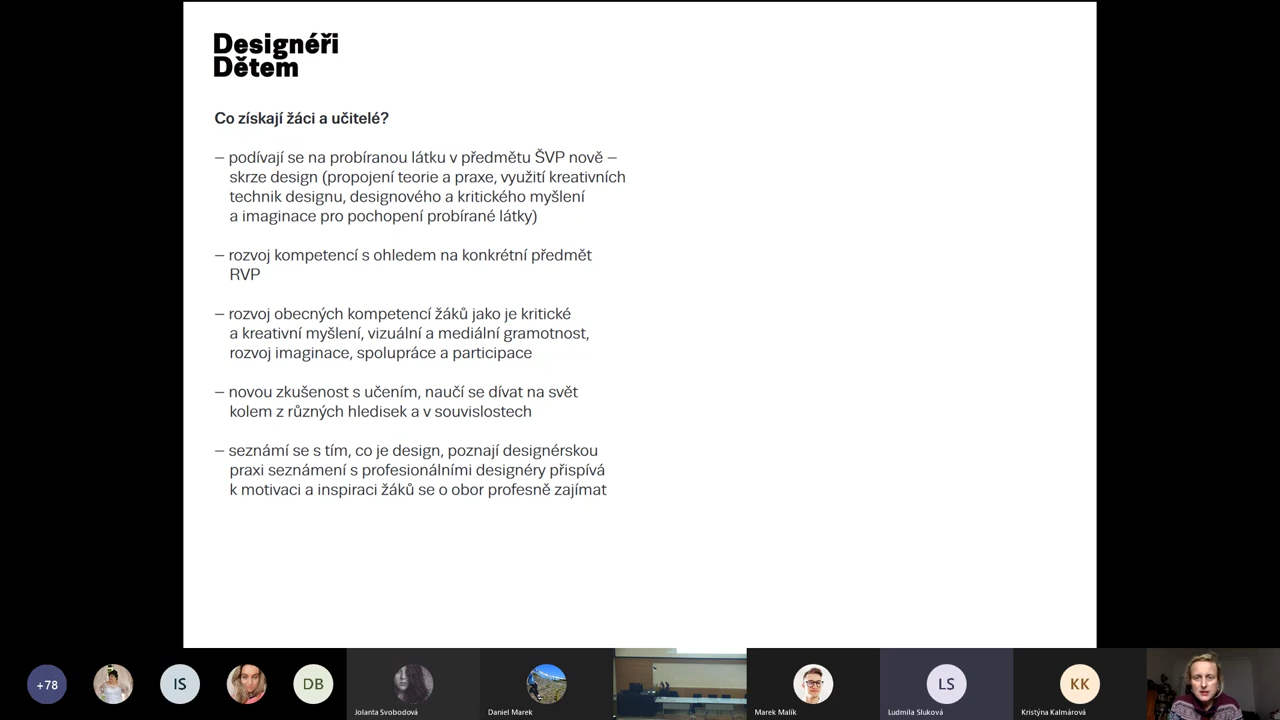 Designéři
Dětem
Co získají žáci a učitelé?
– podívají se na probíranou látku v předmětu ŠVP nově –
skrze design (propojení teorie a praxe, využití kreativních
technik designu, designového a kritického myšlení
a imaginace pro pochopení probírané látky)
– rozvoj kompetencí s ohledem na konkrétní předmět
RVP
– rozvoj obecných kompetencí žáků jako je kritické
a kreativní myšlení, vizuální a mediální gramotnost,
rozvoj imaginace, spolupráce a participace
– novou zkušenost s učením, naučí se dívat na svět
kolem z různých hledisek a v souvislostech
– seznámí se s tím, co je design, poznají designérskou
praxi seznámení s profesionálními designéry přispívá
k motivaci a inspiraci žáků se o obor profesně zajímat
+78
IS
DB
LS
KK
Jolanta Svobodová
Daniel Marek
Marek Malík
Ludmila Sluková
Kristýna Kalmárová